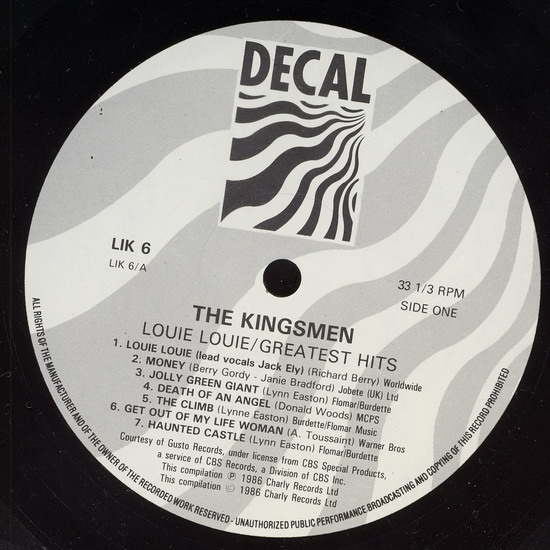 DECAL
LIK 6
LIK 6/A
33 1/3 RPM
SIDE ONE
THE KINGSMEN
LOUIE LOUIE/GREATEST HITS
1. LOUIE LOUIE (lead vocals Jack Ely) (Richard Berry) Worldwide
2. MONEY (Berry Gordy - Janie Bradford) Jobete (UK) Ltd
3. JOLLY GREEN GIANT (Lynn Easton) Flomar/Burdette
4. DEATH OF AN ANGEL (Donald Woods) MCPS
5. THE CLIMB (Lynne Easton) Burdette/Flomar Music
6. GET OUT OF MY LIFE WOMAN (A. Toussaint) Warner Bros
7. HAUNTED CASTLE (Lynn Easton) Flomar/Burdette
Courtesy of Gusto Records, under license from CBS Special Products,
a service of CBS Records, a Division of CBS Inc.
This compilation ℗ 1986 Charly Records Ltd
This compilation © 1986 Charly Records Ltd
ALL RIGHTS OF THE MANUFACTURER AND OF THE OWNER OF THE RECORDED WORK RESERVED - UNAUTHORIZED PUBLIC PERFORMANCE BROADCASTING AND COPYING OF THIS RECORD PROHIBITED